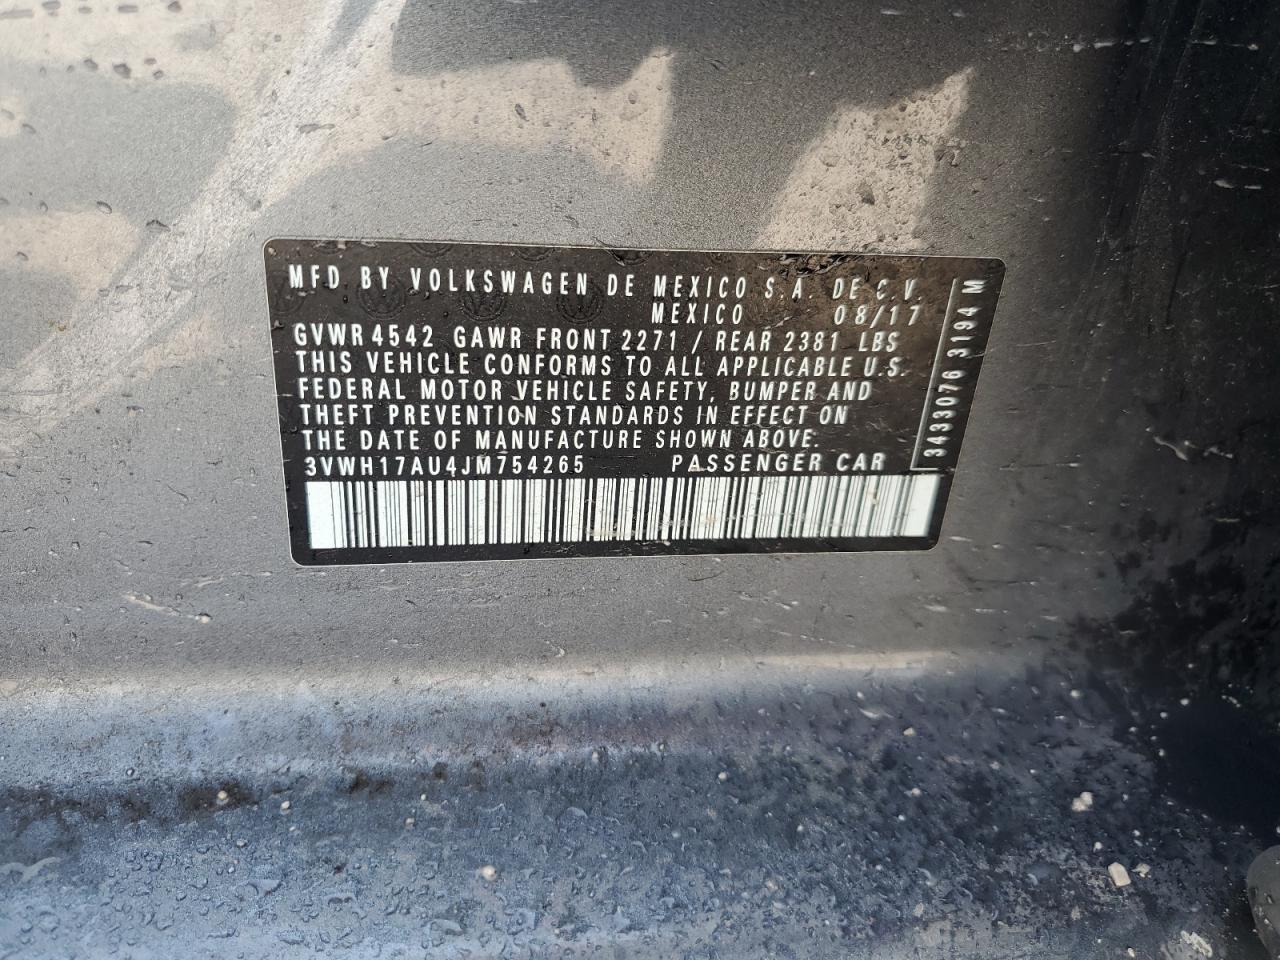 MFD BY VOLKSWAGEN DE MEXICO S.A. DE C.V.
MEXICO 08/17
GVWR 4542 GAWR FRONT 2271 / REAR 2381 LBS
THIS VEHICLE CONFORMS TO ALL APPLICABLE U.S.
FEDERAL MOTOR VEHICLE SAFETY, BUMPER AND
THEFT PREVENTION STANDARDS IN EFFECT ON
THE DATE OF MANUFACTURE SHOWN ABOVE.
3VWH17AU4JM754265 PASSENGER CAR
3433076 3194 M